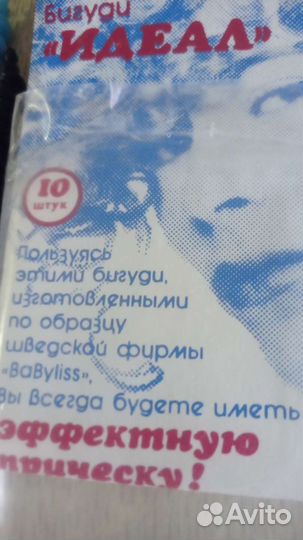 Бигуди
«ИДЕАЛ»
10
штук
Пользуясь
этими бигуди,
изготовленными
по образцу
шведской фирмы
«BaByliss»,
вы всегда будете иметь
эффектную
прическу!
Avito